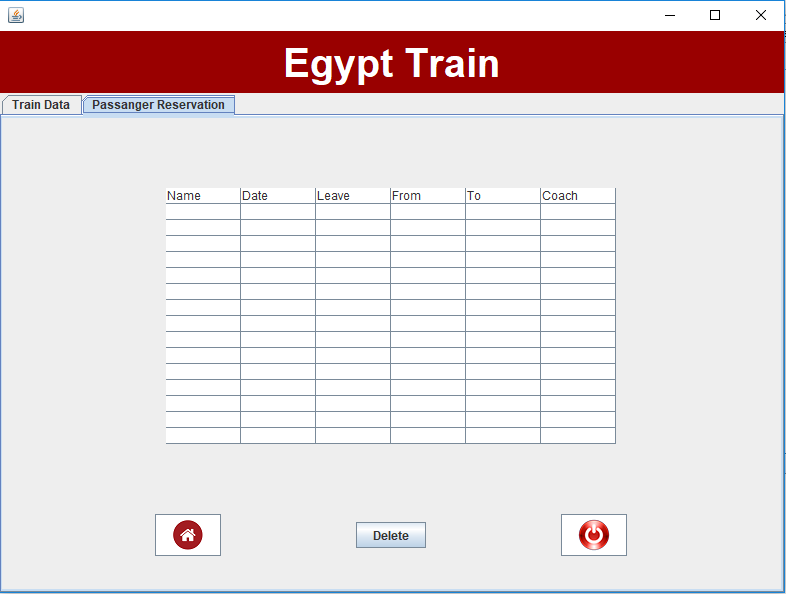 Egypt Train
Train Data Passanger Reservation
Name Date Leave From To Coach
Delete